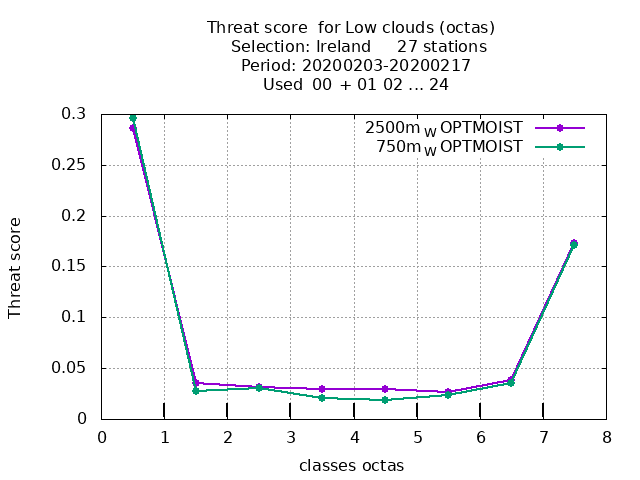 Threat score  for Low clouds (octas)
Selection: Ireland     27 stations
Period: 20200203-20200217
Used  00 + 01 02 ... 24
2500m W OPTMOIST
750m W OPTMOIST
0.3
0.25
0.2
0.15
0.1
0.05
0
Threat score
0 1 2 3 4 5 6 7 8
classes octas